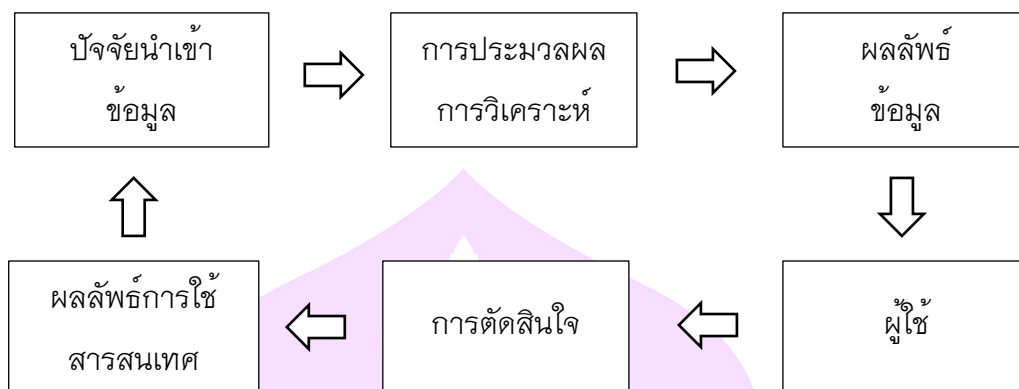 ปัจจัยนำเข้า
ข้อมูล
การประมวลผล
การวิเคราะห์
ผลลัพธ์
ข้อมูล
ผลลัพธ์การใช้
สารสนเทศ
การตัดสินใจ
ผู้ใช้